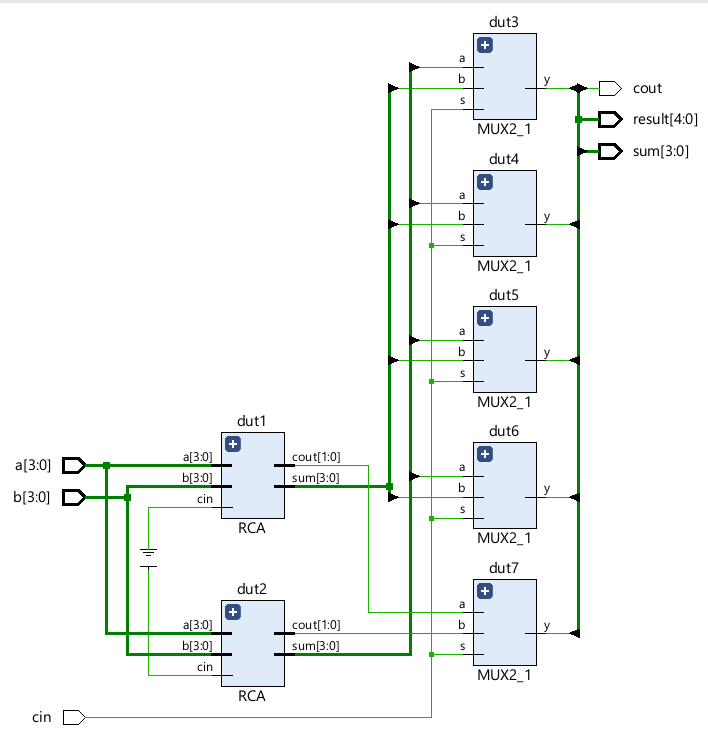 dut3
a
b
s
y
MUX2_1
cout
result[4:0]
sum[3:0]
dut4
a
b
s
y
MUX2_1
dut5
a
b
s
y
MUX2_1
dut6
a
b
s
y
MUX2_1
dut1
a[3:0]
b[3:0]
a[3:0]
b[3:0]
cin
cout[1:0]
sum[3:0]
RCA
dut7
a
b
s
y
MUX2_1
dut2
a[3:0]
b[3:0]
cin
cout[1:0]
sum[3:0]
RCA
cin